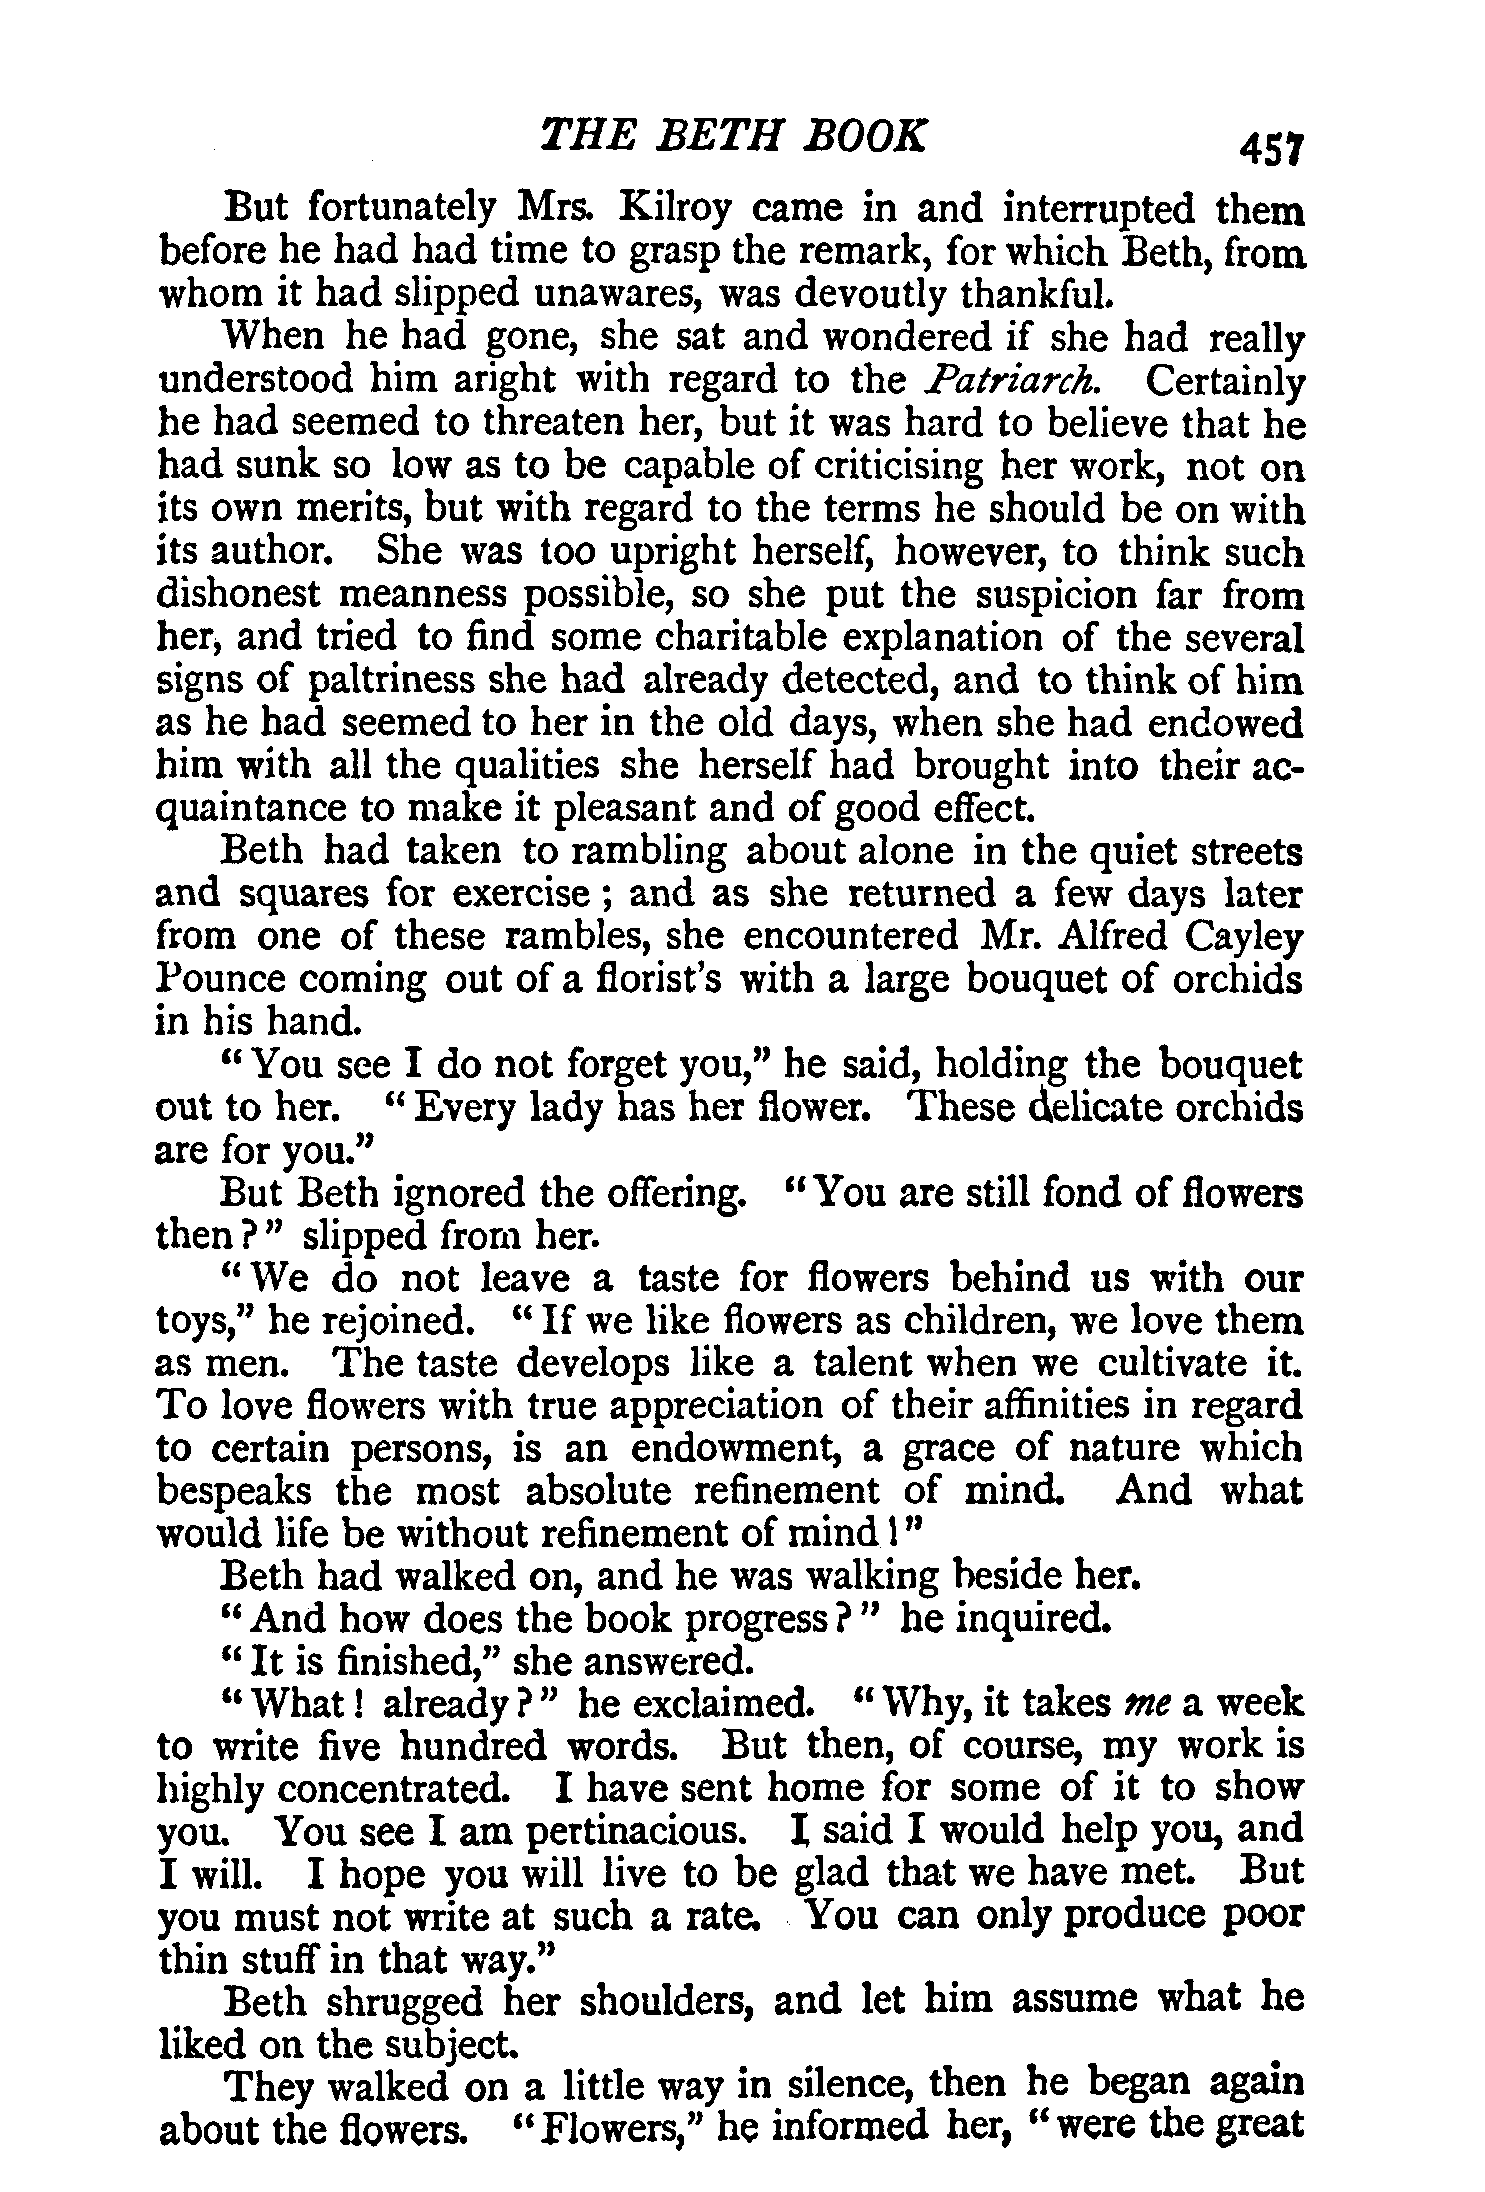 THE BETH BOOK 457
But fortunately Mrs. Kilroy came in and interrupted them
before he had had time to grasp the remark, for which Beth, from
whom it had slipped unawares, was devoutly thankful.
When he had gone, she sat and wondered if she had really
understood him aright with regard to the Patriarch. Certainly
he had seemed to threaten her, but it was hard to believe that he
had sunk so low as to be capable of criticising her work, not on
its own merits, but with regard to the terms he should be on with
its author. She was too upright herself, however, to think such
dishonest meanness possible, so she put the suspicion far from
her, and tried to find some charitable explanation of the several
signs of paltriness she had already detected, and to think of him
as he had seemed to her in the old days, when she had endowed
him with all the qualities she herself had brought into their ac-
quaintance to make it pleasant and of good effect.
Beth had taken to rambling about alone in the quiet streets
and squares for exercise; and as she returned a few days later
from one of these rambles, she encountered Mr. Alfred Cayley
Pounce coming out of a florist's with a large bouquet of orchids
in his hand.
"You see I do not forget you," he said, holding the bouquet
out to her. "Every lady has her flower. These delicate orchids
are for you."
But Beth ignored the offering. "You are still fond of flowers
then?" slipped from her.
"We do not leave a taste for flowers behind us with our
toys," he rejoined. "If we like flowers as children, we love them
as men. The taste develops like a talent when we cultivate it.
To love flowers with true appreciation of their affinities in regard
to certain persons, is an endowment, a grace of nature which
bespeaks the most absolute refinement of mind. And what
would life be without refinement of mind!"
Beth had walked on, and he was walking beside her.
"And how does the book progress?" he inquired.
"It is finished," she answered.
"What! already?" he exclaimed. "Why, it takes me a week
to write five hundred words. But then, of course, my work is
highly concentrated. I have sent home for some of it to show
you. You see I am pertinacious. I said I would help you, and
I will. I hope you will live to be glad that we have met. But
you must not write at such a rate. You can only produce poor
thin stuff in that way."
Beth shrugged her shoulders, and let him assume what he
liked on the subject.
They walked on a little way in silence, then he began again
about the flowers. "Flowers," he informed her, "were the great